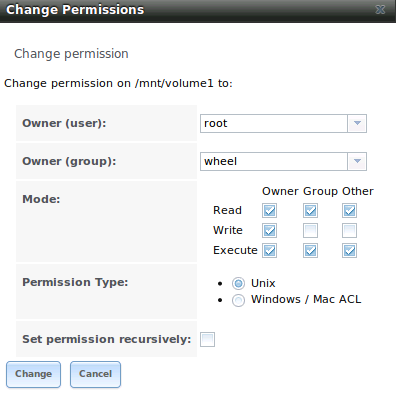 Change Permissions
Change permission
Change permission on /mnt/volume1 to:
Owner (user): root
Owner (group): wheel
Mode:
Owner Group Other
Read
Write
Execute
Permission Type:
Unix
Windows / Mac ACL
Set permission recursively:
Change Cancel